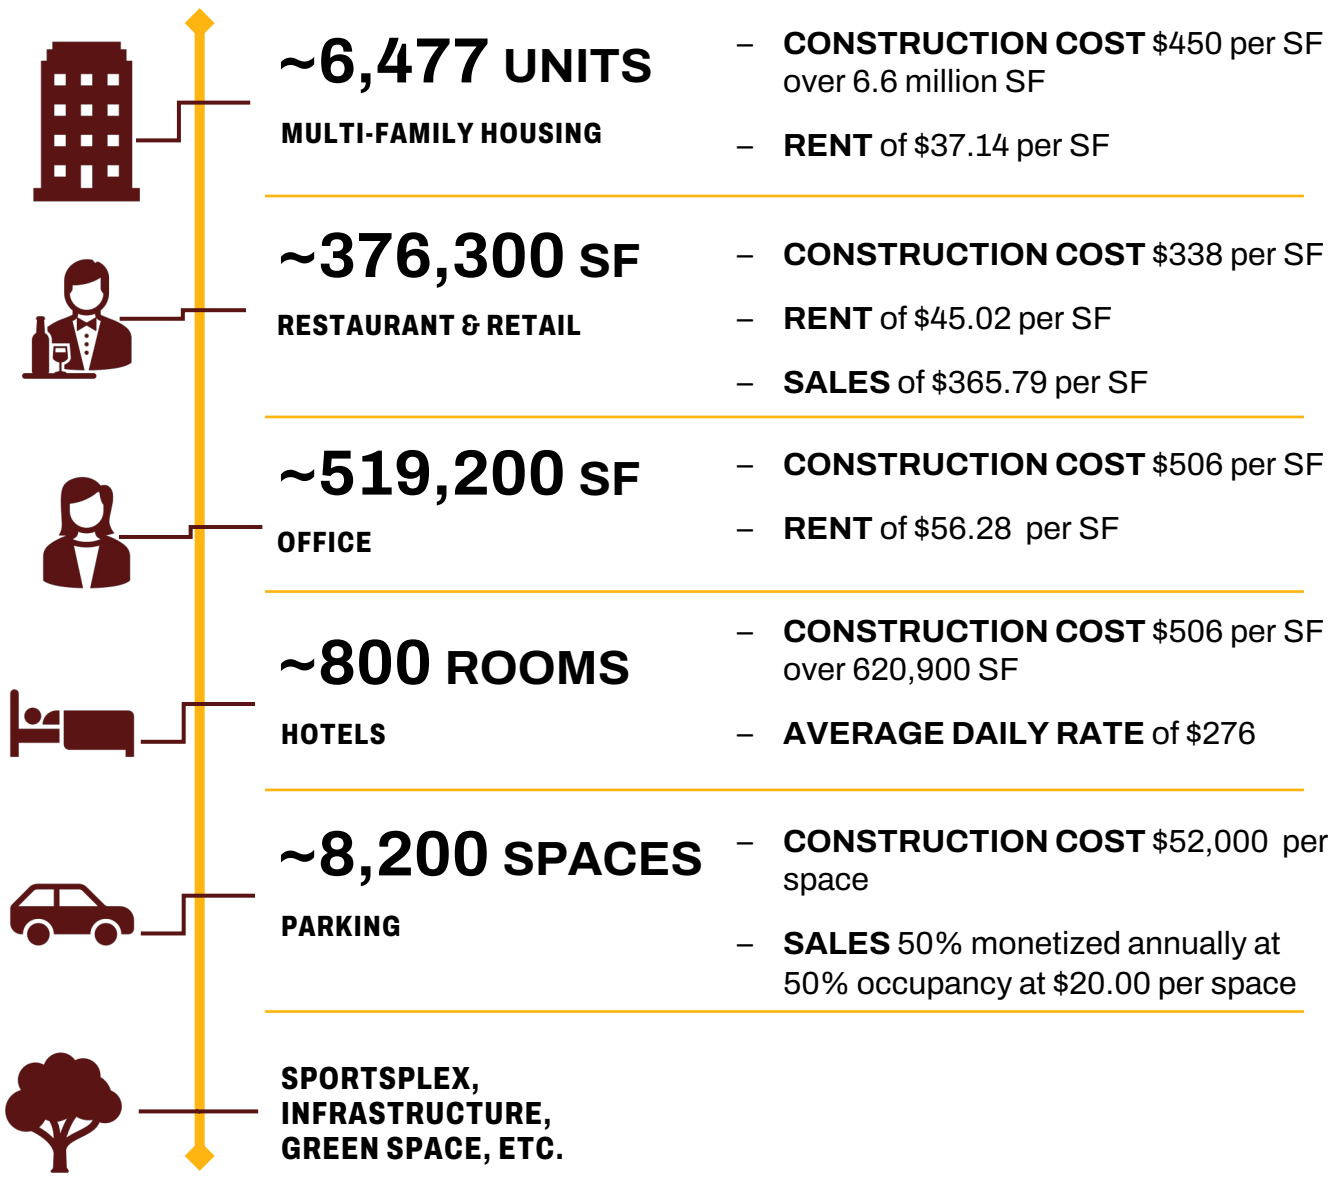 ~6,477 UNITS
MULTI-FAMILY HOUSING
– CONSTRUCTION COST $450 per SF
over 6.6 million SF
– RENT of $37.14 per SF
~376,300 SF
RESTAURANT & RETAIL
– CONSTRUCTION COST $338 per SF
– RENT of $45.02 per SF
– SALES of $365.79 per SF
~519,200 SF
OFFICE
– CONSTRUCTION COST $506 per SF
– RENT of $56.28 per SF
~800 ROOMS
HOTELS
– CONSTRUCTION COST $506 per SF
over 620,900 SF
– AVERAGE DAILY RATE of $276
~8,200 SPACES
PARKING
– CONSTRUCTION COST $52,000 per
space
– SALES 50% monetized annually at
50% occupancy at $20.00 per space
SPORTSPLEX,
INFRASTRUCTURE,
GREEN SPACE, ETC.